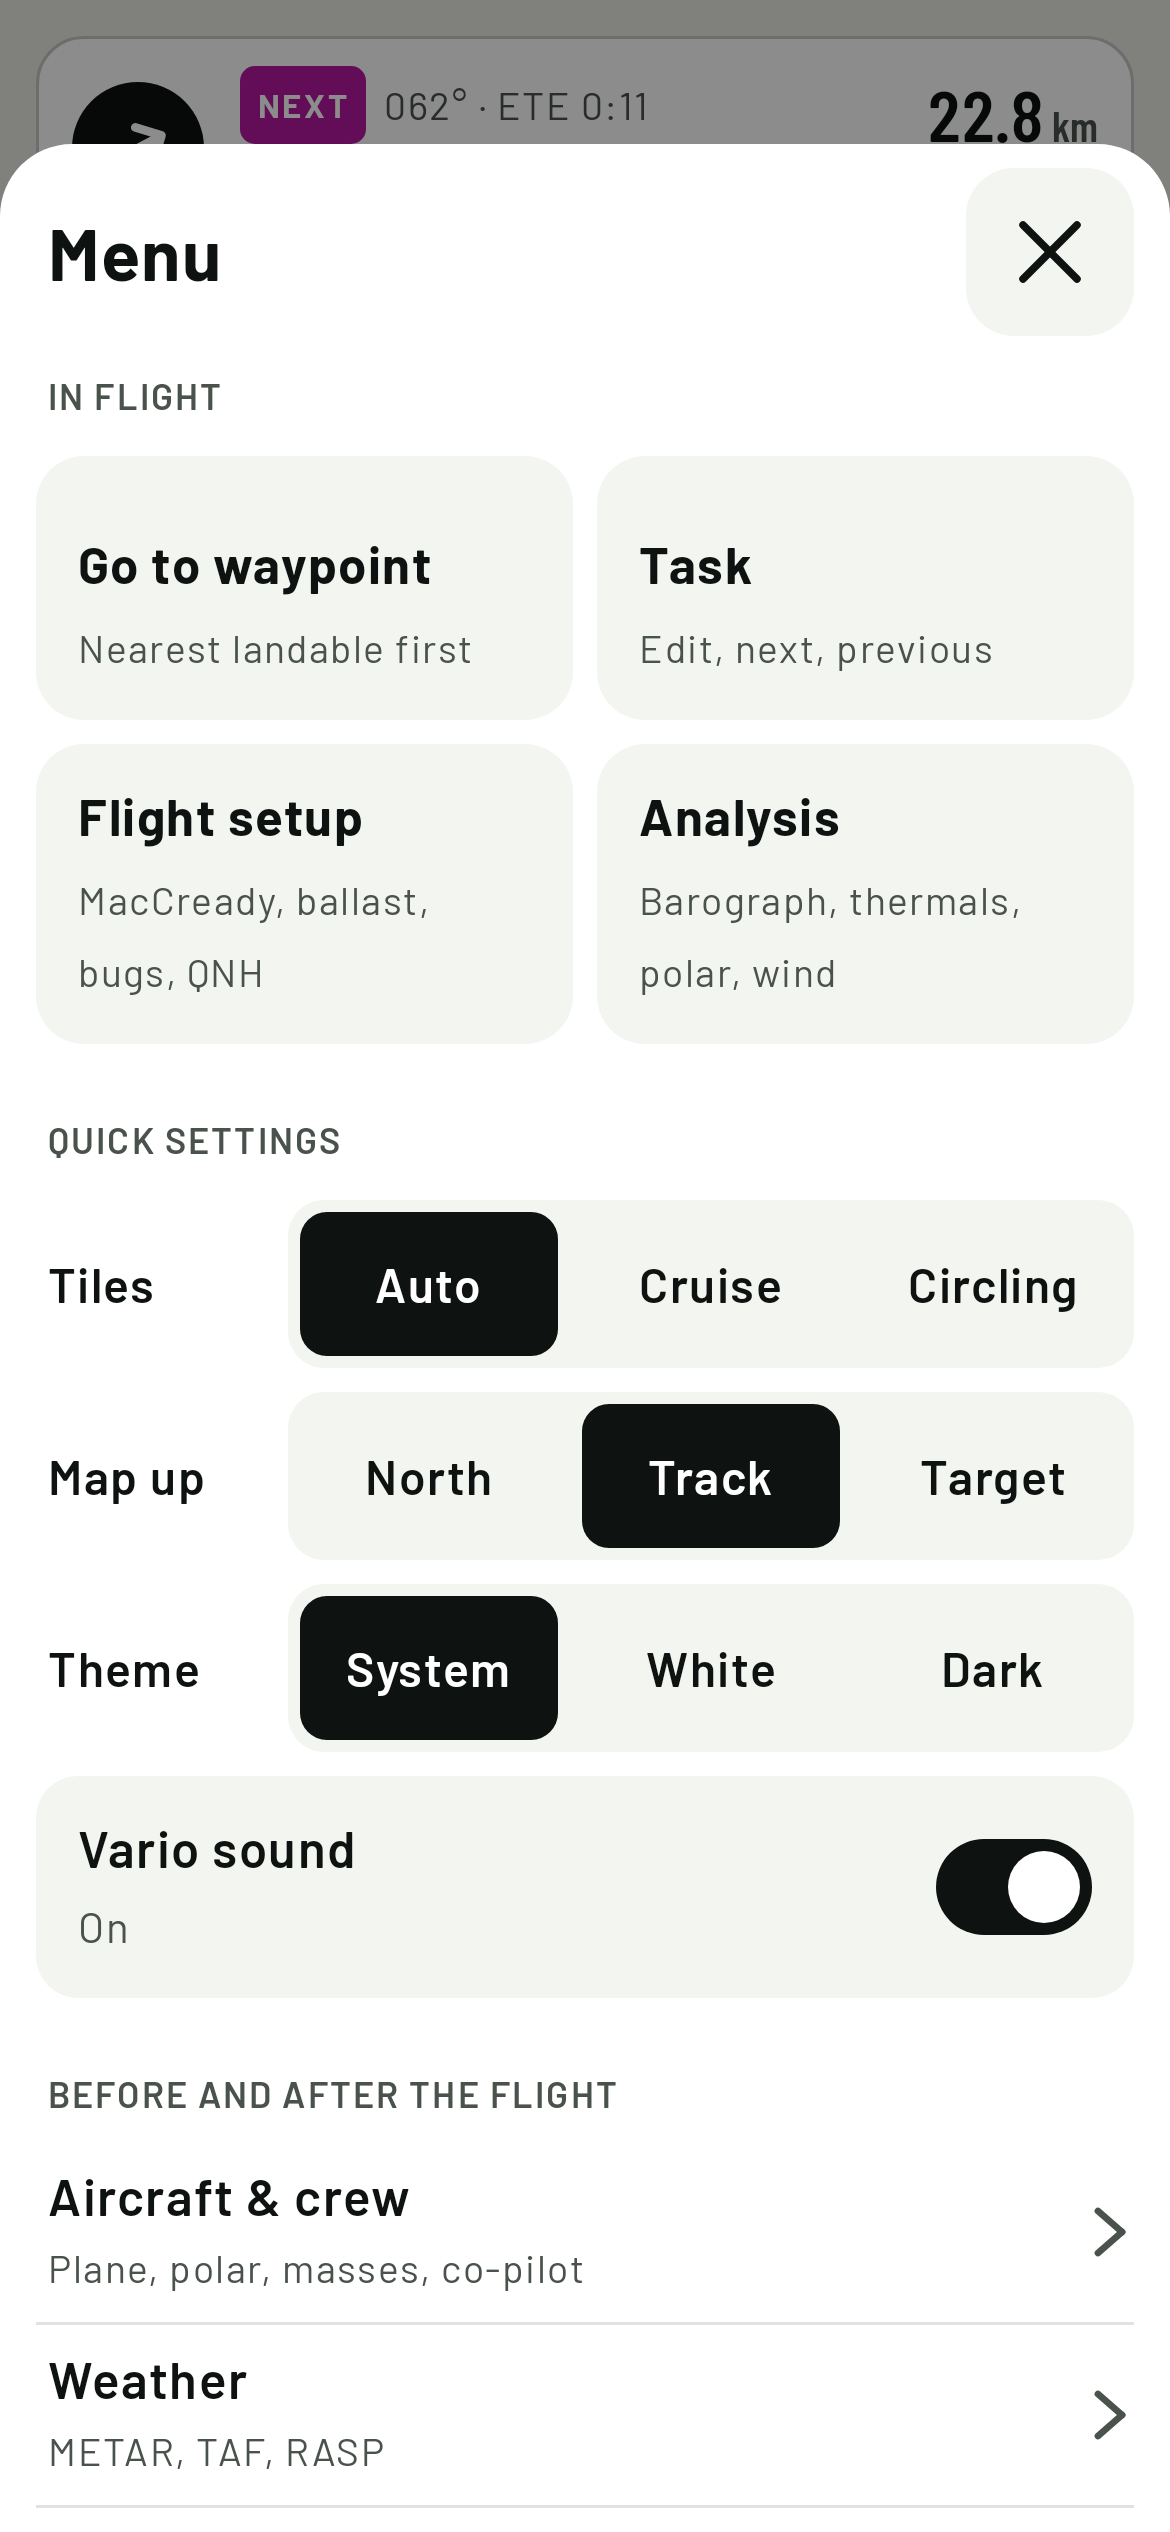 NEXT 062° · ETE 0:11 22.8 km
Menu
IN FLIGHT
Go to waypoint
Nearest landable first
Task
Edit, next, previous
Flight setup
MacCready, ballast,
bugs, QNH
Analysis
Barograph, thermals,
polar, wind
QUICK SETTINGS
Tiles Auto Cruise Circling
Map up North Track Target
Theme System White Dark
Vario sound
On
BEFORE AND AFTER THE FLIGHT
Aircraft & crew
Plane, polar, masses, co-pilot
Weather
METAR, TAF, RASP